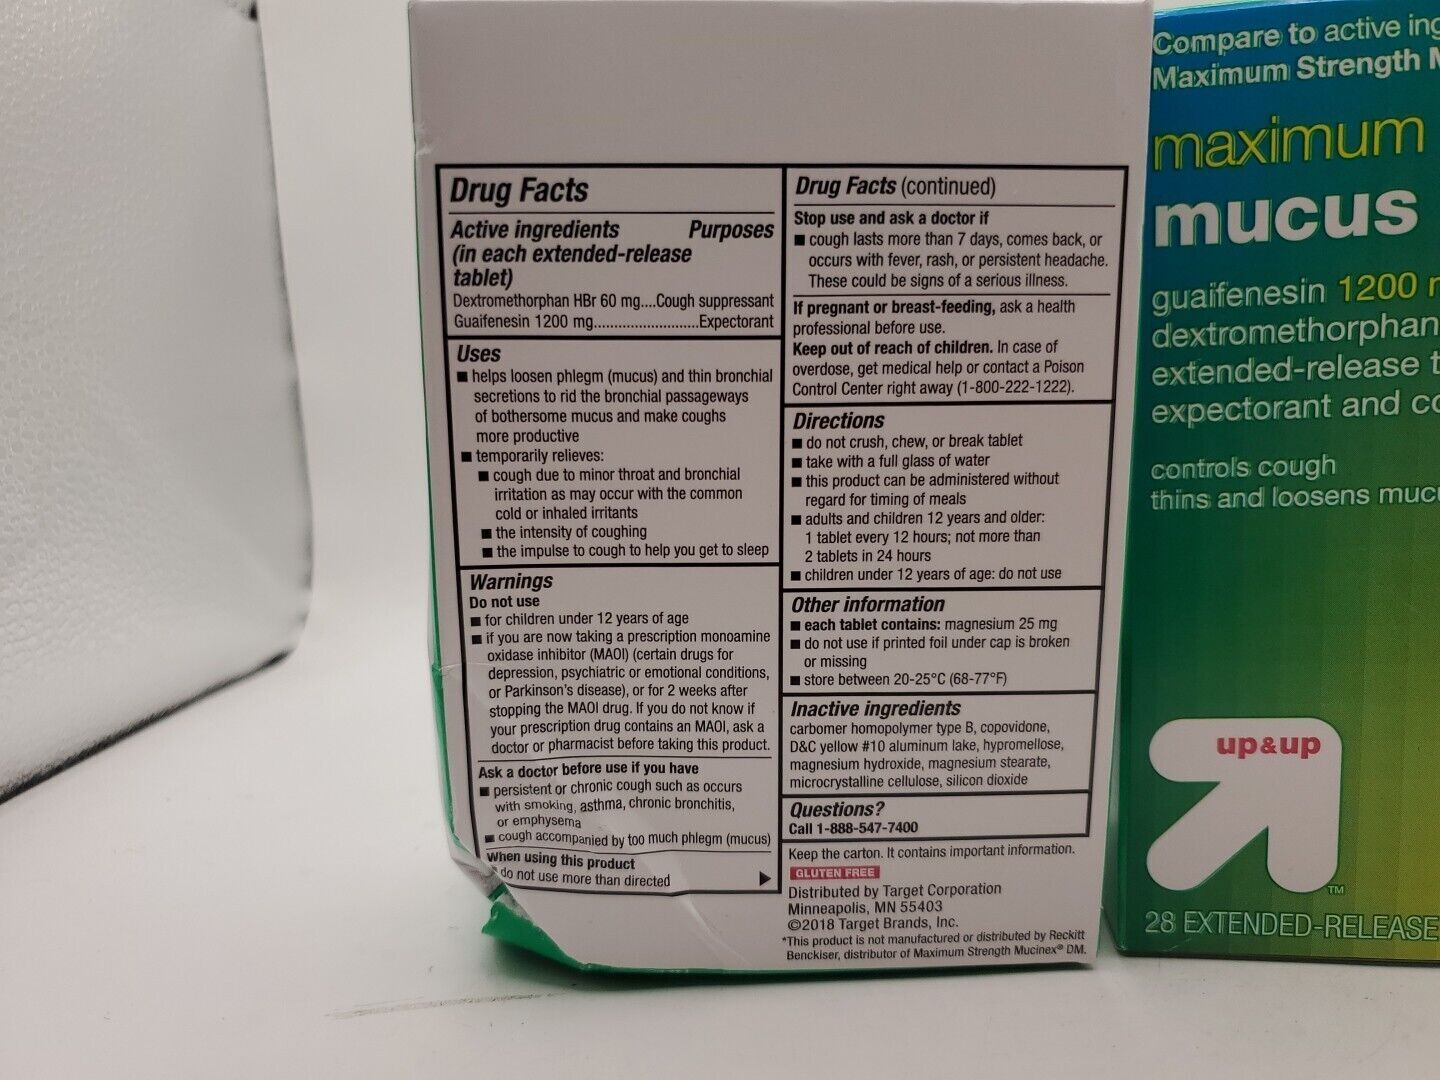 Drug Facts
Active ingredients Purposes
(in each extended-release
tablet)
Dextromethorphan HBr 60 mg....Cough suppressant
Guaifenesin 1200 mg.........................Expectorant
Uses
■ helps loosen phlegm (mucus) and thin bronchial
secretions to rid the bronchial passageways
of bothersome mucus and make coughs
more productive
■ temporarily relieves:
■ cough due to minor throat and bronchial
irritation as may occur with the common
cold or inhaled irritants
■ the intensity of coughing
■ the impulse to cough to help you get to sleep
Warnings
Do not use
■ for children under 12 years of age
■ if you are now taking a prescription monoamine
oxidase inhibitor (MAOI) (certain drugs for
depression, psychiatric or emotional conditions,
or Parkinson's disease), or for 2 weeks after
stopping the MAOI drug. If you do not know if
your prescription drug contains an MAOI, ask a
doctor or pharmacist before taking this product.
Ask a doctor before use if you have
■ persistent or chronic cough such as occurs
with smoking, asthma, chronic bronchitis,
or emphysema
■ cough accompanied by too much phlegm (mucus)
When using this product
■ do not use more than directed
Drug Facts (continued)
Stop use and ask a doctor if
■ cough lasts more than 7 days, comes back, or
occurs with fever, rash, or persistent headache.
These could be signs of a serious illness.
If pregnant or breast-feeding, ask a health
professional before use.
Keep out of reach of children. In case of
overdose, get medical help or contact a Poison
Control Center right away (1-800-222-1222).
Directions
■ do not crush, chew, or break tablet
■ take with a full glass of water
■ this product can be administered without
regard for timing of meals
■ adults and children 12 years and older:
1 tablet every 12 hours; not more than
2 tablets in 24 hours
■ children under 12 years of age: do not use
Other information
■ each tablet contains: magnesium 25 mg
■ do not use if printed foil under cap is broken
or missing
■ store between 20-25°C (68-77°F)
Inactive ingredients
carbomer homopolymer type B, copovidone,
D&C yellow #10 aluminum lake, hypromellose,
magnesium hydroxide, magnesium stearate,
microcrystalline cellulose, silicon dioxide
Questions?
Call 1-888-547-7400
Keep the carton. It contains important information.
GLUTEN FREE
Distributed by Target Corporation
Minneapolis, MN 55403
©2018 Target Brands, Inc.
*This product is not manufactured or distributed by Reckitt
Benckiser, distributor of Maximum Strength Mucinex® DM.
Compare to active ing
Maximum Strength M
maximum
mucus
guaifenesin 1200
dextromethorphan
extended-release t
expectorant and co
controls cough
thins and loosens mucu
up&up
TM
28 EXTENDED-RELEASE